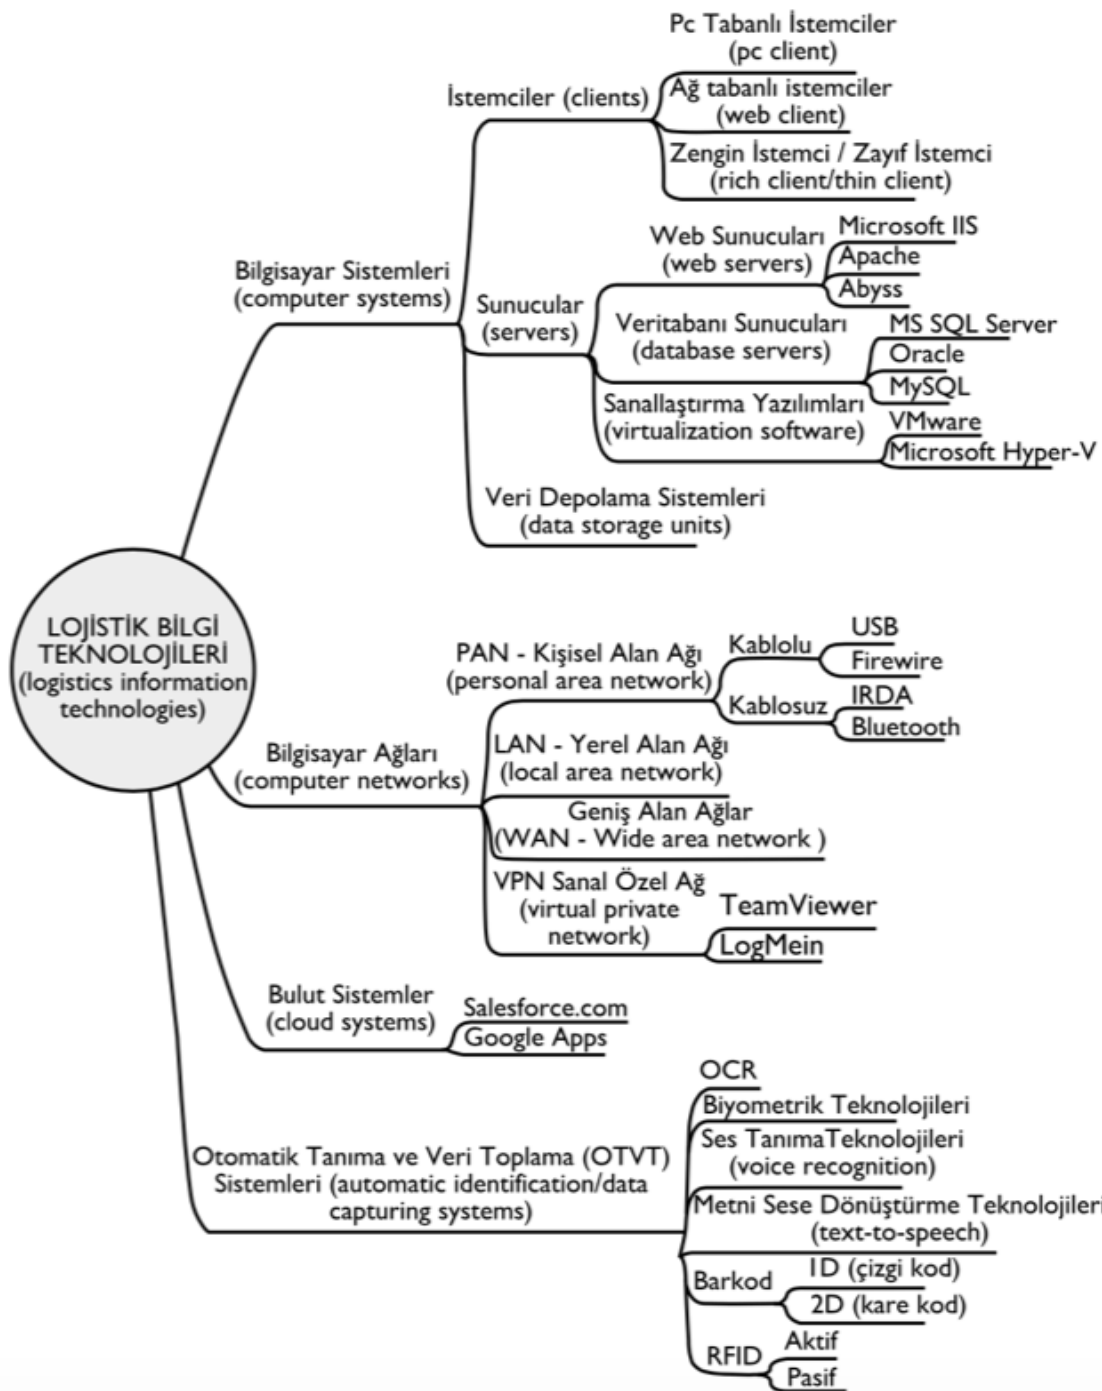 Pc Tabanlı İstemciler
(pc client)
İstemciler (clients)
Ağ tabanlı istemciler
(web client)
Zengin İstemci / Zayıf İstemci
(rich client/thin client)
Bilgisayar Sistemleri
(computer systems)
Sunucular
(servers)
Web Sunucuları
(web servers)
Microsoft IIS
Apache
Abyss
Veritabanı Sunucuları
(database servers)
MS SQL Server
Oracle
MySQL
Sanallaştırma Yazılımları
(virtualization software)
VMware
Microsoft Hyper-V
Veri Depolama Sistemleri
(data storage units)
LOJİSTİK BİLGİ
TEKNOLOJİLERİ
(logistics information
technologies)
Bilgisayar Ağları
(computer networks)
PAN - Kişisel Alan Ağı
(personal area network)
Kablolu
USB
Firewire
Kablosuz
IRDA
Bluetooth
LAN - Yerel Alan Ağı
(local area network)
Geniş Alan Ağlar
(WAN - Wide area network )
VPN Sanal Özel Ağ
(virtual private
network)
TeamViewer
LogMein
Bulut Sistemler
(cloud systems)
Salesforce.com
Google Apps
Otomatik Tanıma ve Veri Toplama (OTVT)
Sistemleri (automatic identification/data
capturing systems)
OCR
Biyometrik Teknolojileri
Ses TanımaTeknolojileri
(voice recognition)
Metni Sese Dönüştürme Teknolojileri
(text-to-speech)
Barkod
1D (çizgi kod)
2D (kare kod)
RFID
Aktif
Pasif